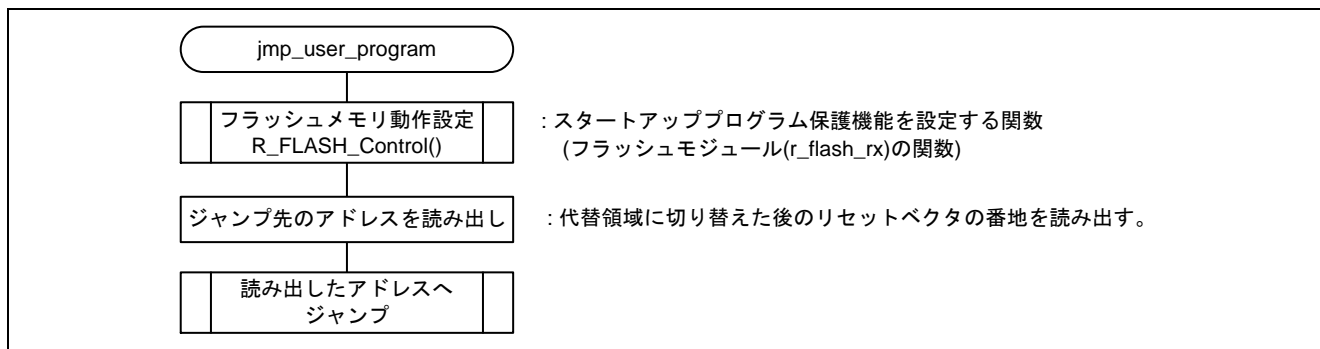 jmp_user_program
フラッシュメモリ動作設定
R_FLASH_Control()
: スタートアッププログラム保護機能を設定する関数
(フラッシュモジュール(r_flash_rx)の関数)
ジャンプ先のアドレスを読み出し
: 代替領域に切り替えた後のリセットベクタの番地を読み出す。
読み出したアドレスへ
ジャンプ